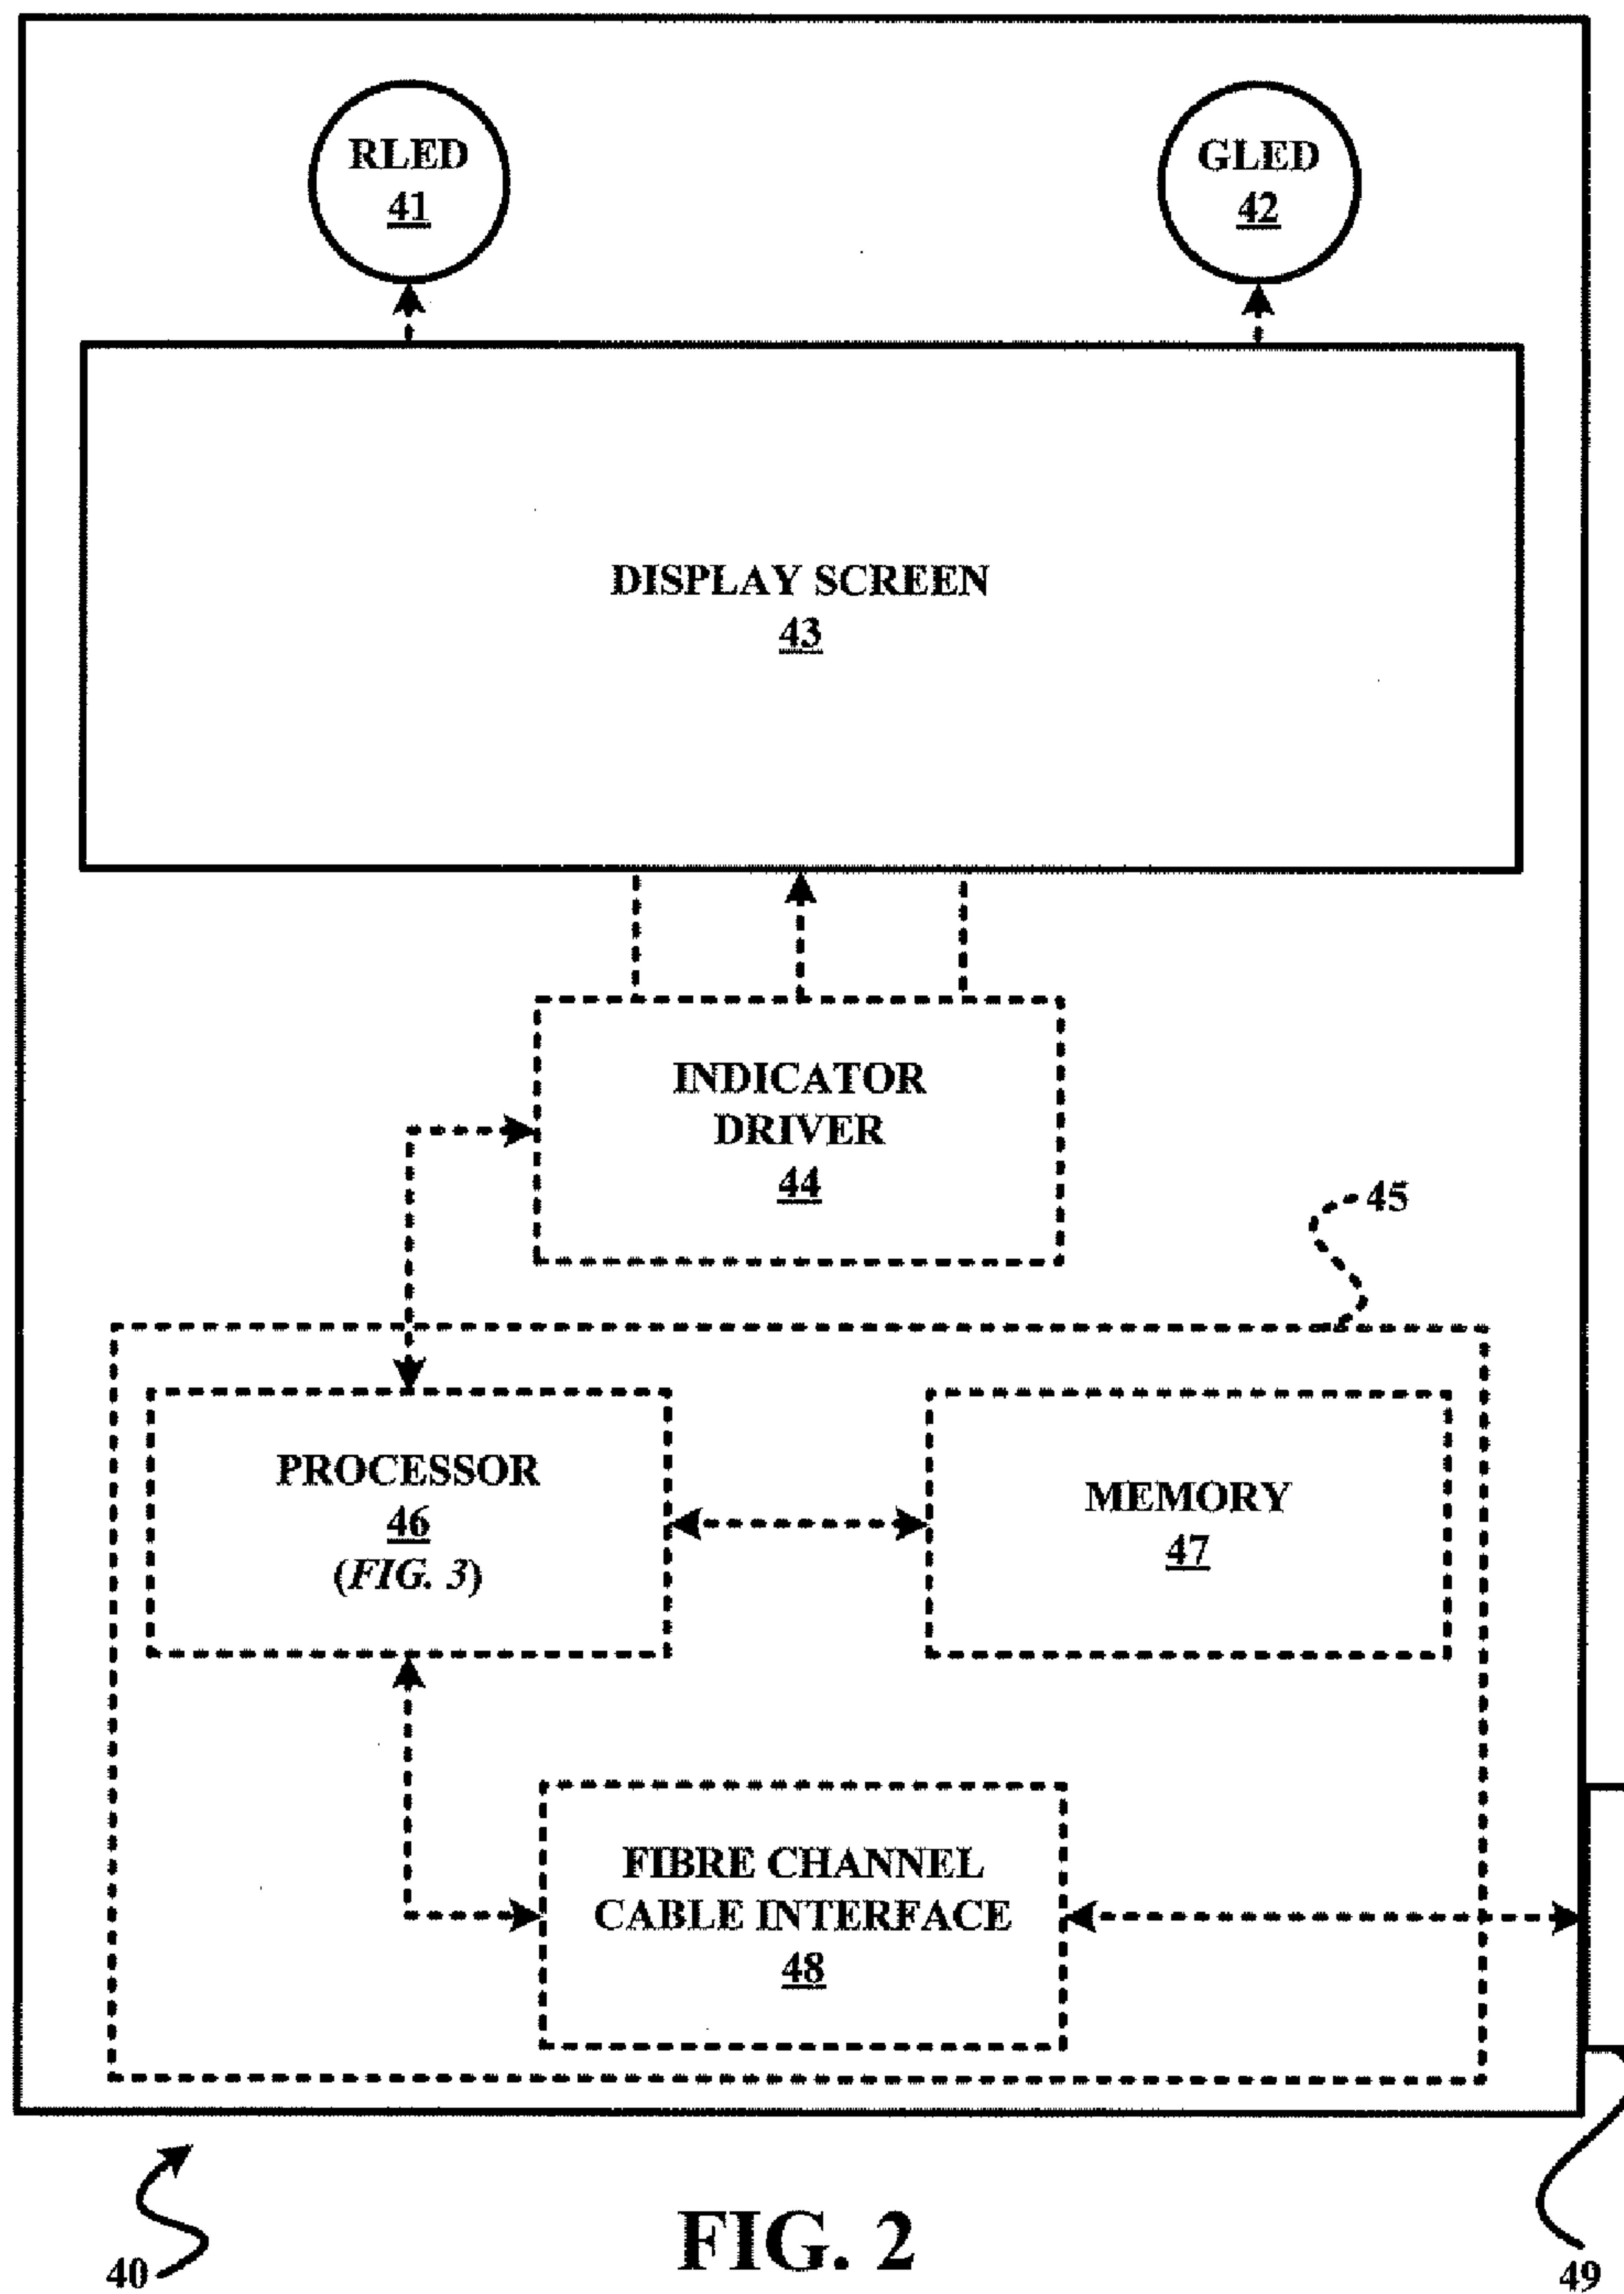 RLED
41
GLED
42
DISPLAY SCREEN
43
INDICATOR
DRIVER
44
45
PROCESSOR
46
(FIG. 3)
MEMORY
47
FIBRE CHANNEL
CABLE INTERFACE
48
40
FIG. 2
49